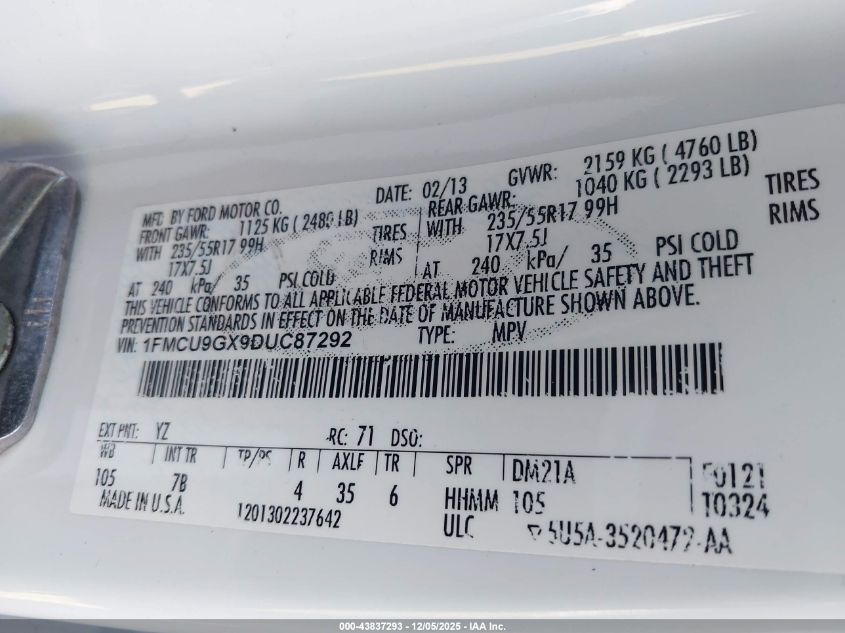 MFD. BY FORD MOTOR CO. DATE: 02/13 GVWR: 2159 KG ( 4760 LB)
FRONT GAWR: 1125 KG ( 2480 LB) REAR GAWR: 1040 KG ( 2293 LB)
WITH 235/55R17 99H TIRES WITH 235/55R17 99H TIRES
17X7.5J RIMS 17X7.5J RIMS
AT 240 kPa/ 35 PSI COLD AT 240 kPa/ 35 PSI COLD
THIS VEHICLE CONFORMS TO ALL APPLICABLE FEDERAL MOTOR VEHICLE SAFETY AND THEFT
PREVENTION STANDARDS IN EFFECT ON THE DATE OF MANUFACTURE SHOWN ABOVE.
VIN: 1FMCU9GX9DUC87292 TYPE: MPV
EXT PNT: YZ RC: 71 DSO:
WB INT TR TP/PS R AXLE TR SPR DM21A F0121
105 7B 4 35 6 HHMM 105 T0324
MADE IN U.S.A. 1201302237642 ULC 5U5A-3520472-AA
000-43837293 - 12/05/2025 - IAA Inc.